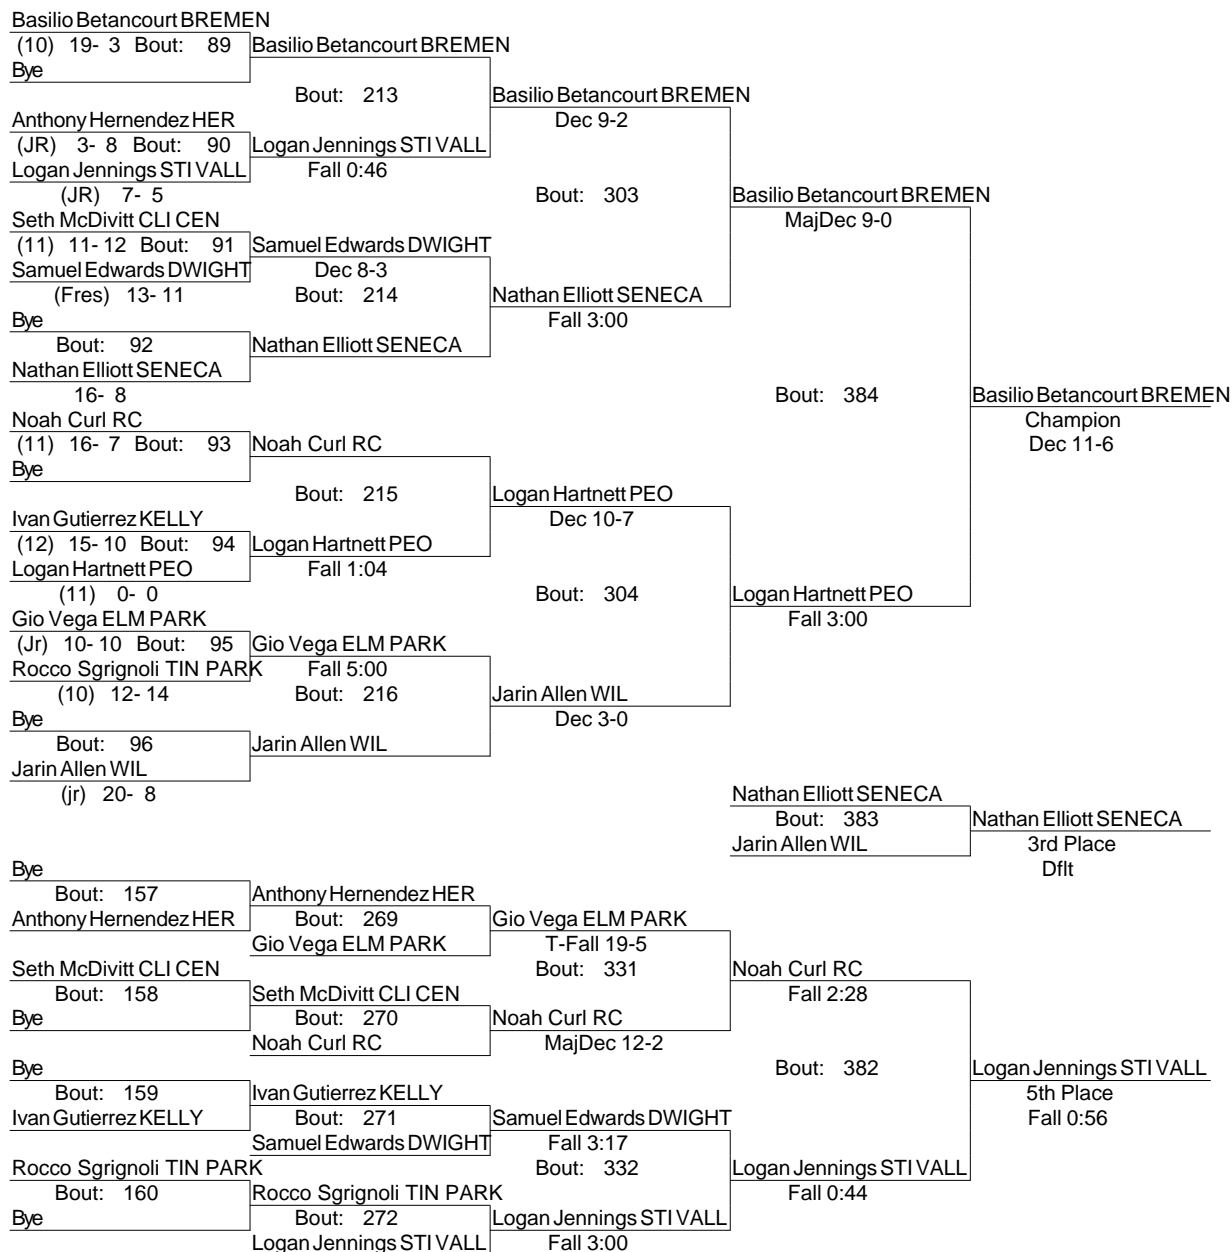 Basilio Betancourt BREMEN
(10) 19- 3 Bout: 89 Basilio Betancourt BREMEN
Bye
Bout: 213 Basilio Betancourt BREMEN
Anthony Hernendez HER Dec 9-2
(JR) 3- 8 Bout: 90 Logan Jennings STI VALL
Logan Jennings STI VALL Fall 0:46
(JR) 7- 5 Bout: 303 Basilio Betancourt BREMEN
Seth McDivitt CLI CEN MajDec 9-0
(11) 11- 12 Bout: 91 Samuel Edwards DWIGHT
Samuel Edwards DWIGHT Dec 8-3
(Fres) 13- 11 Bout: 214 Nathan Elliott SENECA
Bye Fall 3:00
Bout: 92 Nathan Elliott SENECA
Nathan Elliott SENECA
16- 8 Bout: 384 Basilio Betancourt BREMEN
Noah Curl RC Champion
(11) 16- 7 Bout: 93 Noah Curl RC Dec 11-6
Bye
Bout: 215 Logan Hartnett PEO
Ivan Gutierrez KELLY Dec 10-7
(12) 15- 10 Bout: 94 Logan Hartnett PEO
Logan Hartnett PEO Fall 1:04
(11) 0- 0 Bout: 304 Logan Hartnett PEO
Gio Vega ELM PARK Fall 3:00
(Jr) 10- 10 Bout: 95 Gio Vega ELM PARK
Rocco Sgrignoli TIN PARK Fall 5:00
(10) 12- 14 Bout: 216 Jarin Allen WIL
Bye Dec 3-0
Bout: 96 Jarin Allen WIL
Jarin Allen WIL
(jr) 20- 8 Nathan Elliott SENECA
Bout: 383 Nathan Elliott SENECA
Jarin Allen WIL 3rd Place
Bye Dflt
Bout: 157 Anthony Hernendez HER
Anthony Hernendez HER Bout: 269 Gio Vega ELM PARK
Gio Vega ELM PARK T-Fall 19-5
Seth McDivitt CLI CEN Bout: 331 Noah Curl RC
Bout: 158 Seth McDivitt CLI CEN Fall 2:28
Bye Bout: 270 Noah Curl RC
Noah Curl RC MajDec 12-2
Bye Bout: 382 Logan Jennings STI VALL
Bout: 159 Ivan Gutierrez KELLY 5th Place
Ivan Gutierrez KELLY Bout: 271 Samuel Edwards DWIGHT Fall 0:56
Samuel Edwards DWIGHT Fall 3:17
Rocco Sgrignoli TIN PARK Bout: 332 Logan Jennings STI VALL
Bout: 160 Rocco Sgrignoli TIN PARK Fall 0:44
Bye Bout: 272 Logan Jennings STI VALL
Logan Jennings STI VALL Fall 3:00